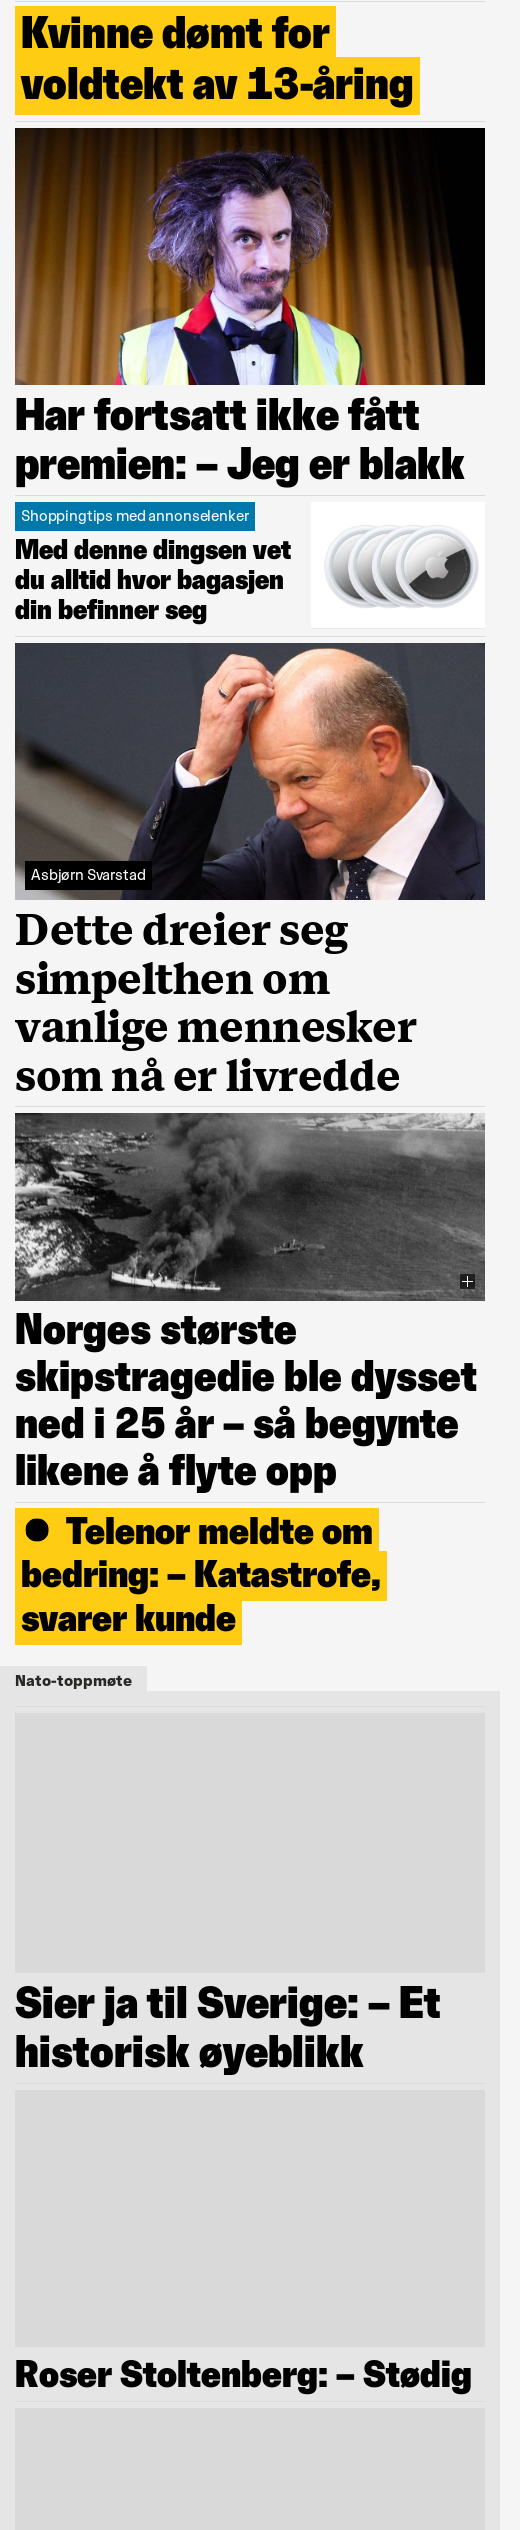 Kvinne dømt for
voldtekt av 13-åring
Har fortsatt ikke fått
premien: – Jeg er blakk
Shoppingtips med annonselenker
Med denne dingsen vet
du alltid hvor bagasjen
din befinner seg
Asbjørn Svarstad
Dette dreier seg
simpelthen om
vanlige mennesker
som nå er livredde
Norges største
skipstragedie ble dysset
ned i 25 år – så begynte
likene å flyte opp
Telenor meldte om
bedring: – Katastrofe,
svarer kunde
Nato-toppmøte
Sier ja til Sverige: – Et
historisk øyeblikk
Roser Stoltenberg: – Stødig